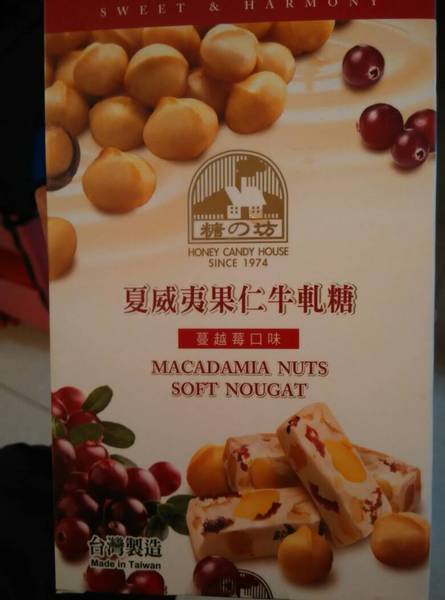 SWEET & HARMONY
糖の坊
HONEY CANDY HOUSE
SINCE 1974
夏威夷果仁牛軋糖
蔓越莓口味
MACADAMIA NUTS
SOFT NOUGAT
台灣製造
Made in Taiwan